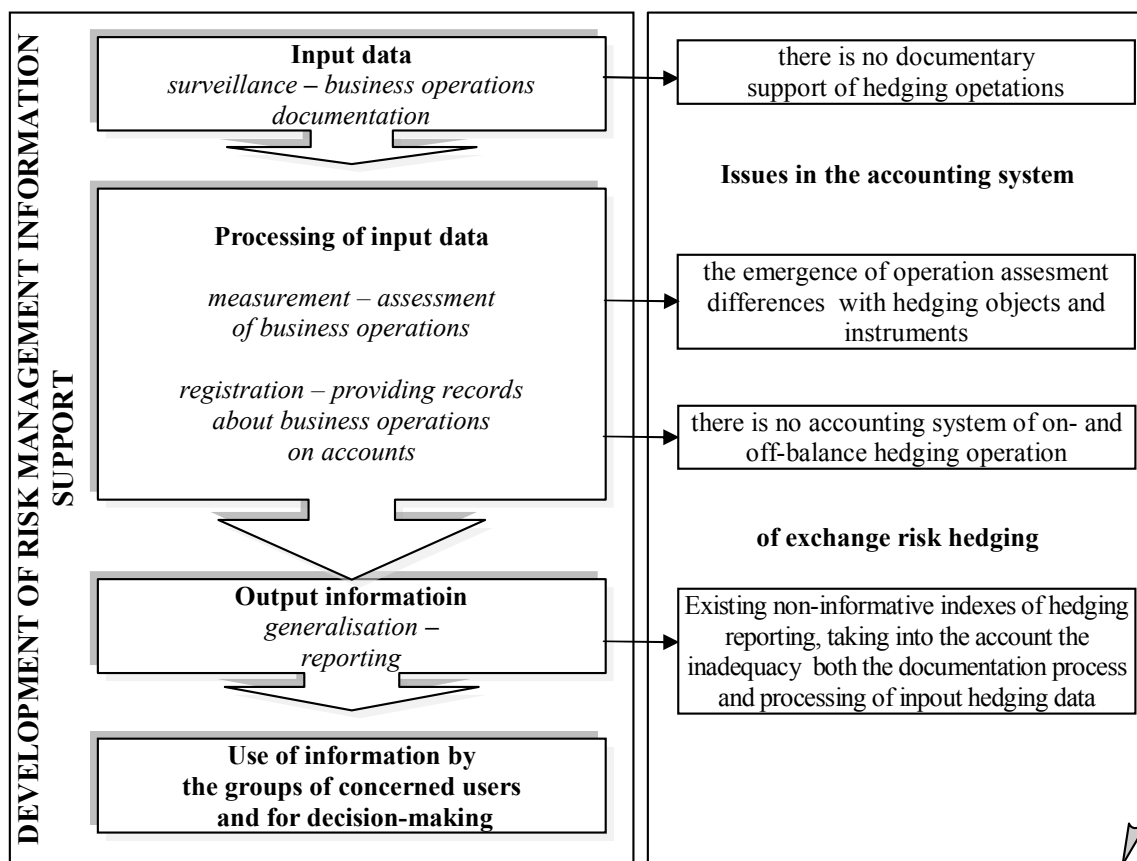 DEVELOPMENT OF RISK MANAGEMENT INFORMATION
SUPPORT
Input data
surveillance – business operations
documentation
Processing of input data
measurement – assessment
of business operations
registration – providing records
about business operations
on accounts
Output informatioin
generalisation –
reporting
Use of information by
the groups of concerned users
and for decision-making
there is no documentary
support of hedging opetations
Issues in the accounting system
the emergence of operation assesment
differences with hedging objects and
instruments
there is no accounting system of on- and
off-balance hedging operation
of exchange risk hedging
Existing non-informative indexes of hedging
reporting, taking into the account the
inadequacy both the documentation process
and processing of inpout hedging data